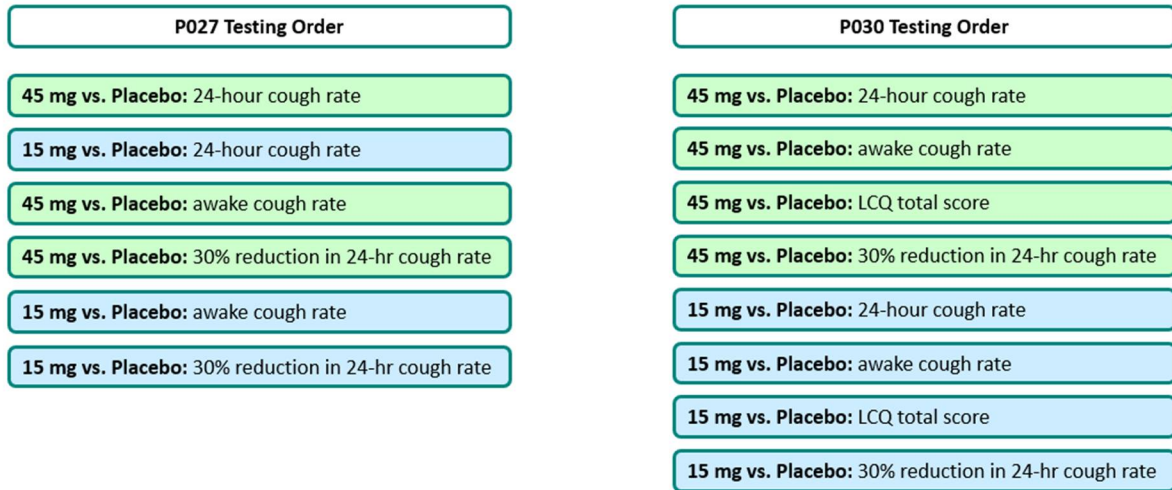 P027 Testing Order
45 mg vs. Placebo: 24-hour cough rate
15 mg vs. Placebo: 24-hour cough rate
45 mg vs. Placebo: awake cough rate
45 mg vs. Placebo: 30% reduction in 24-hr cough rate
15 mg vs. Placebo: awake cough rate
15 mg vs. Placebo: 30% reduction in 24-hr cough rate
P030 Testing Order
45 mg vs. Placebo: 24-hour cough rate
45 mg vs. Placebo: awake cough rate
45 mg vs. Placebo: LCQ total score
45 mg vs. Placebo: 30% reduction in 24-hr cough rate
15 mg vs. Placebo: 24-hour cough rate
15 mg vs. Placebo: awake cough rate
15 mg vs. Placebo: LCQ total score
15 mg vs. Placebo: 30% reduction in 24-hr cough rate